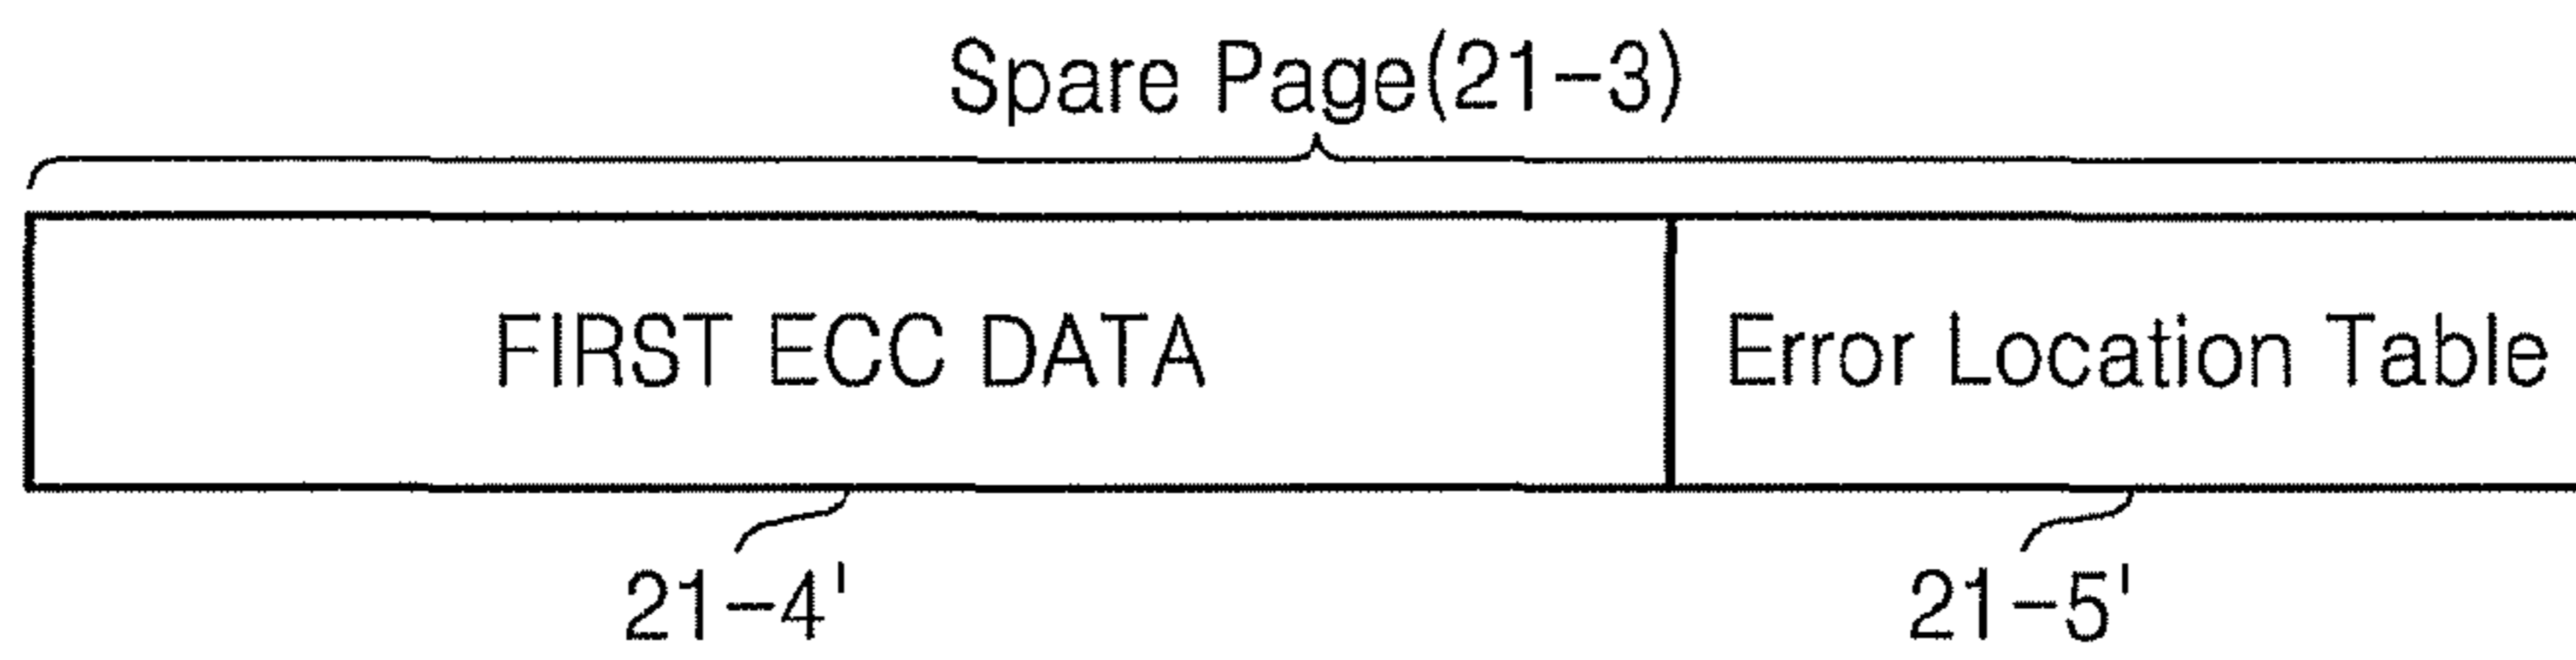 Spare Page(21-3)
FIRST ECC DATA
Error Location Table
21-4'
21-5'